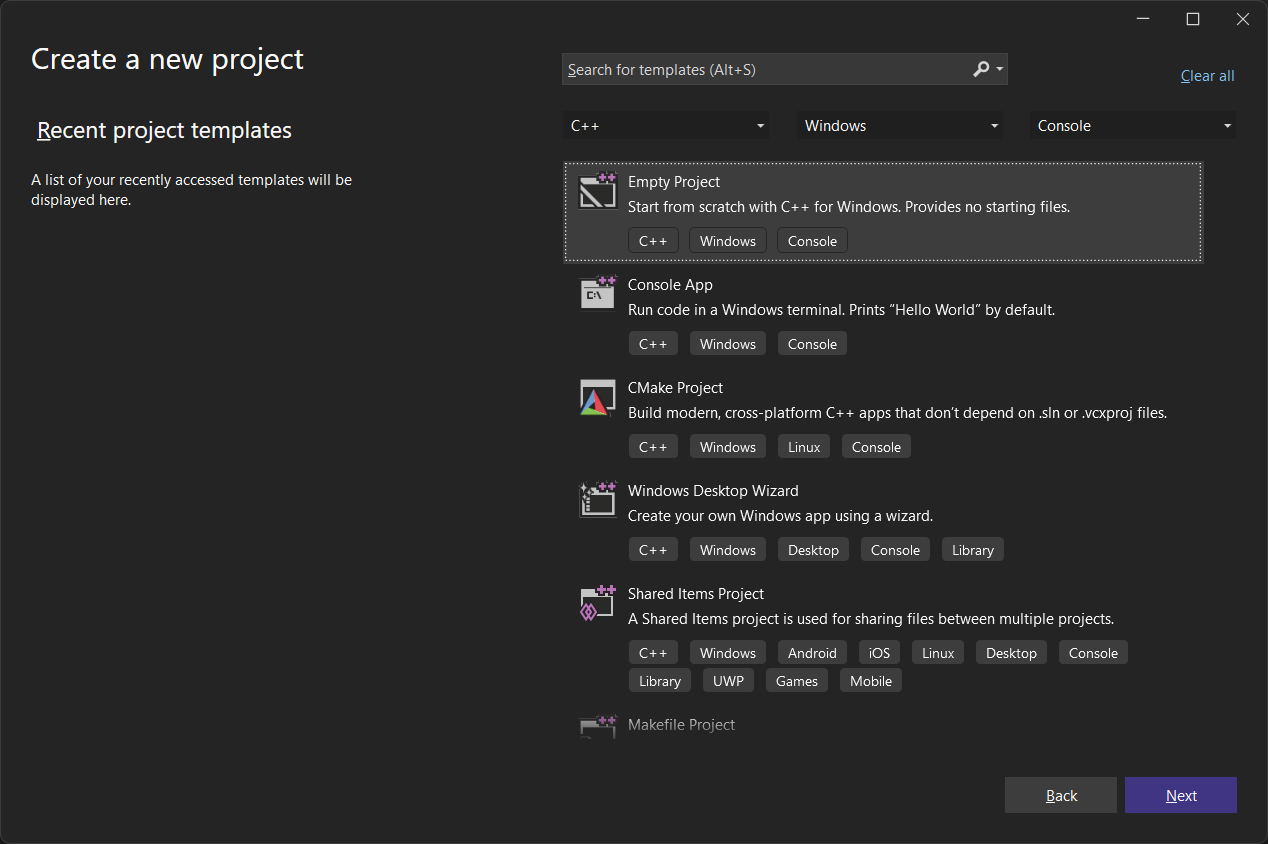 Create a new project
Search for templates (Alt+S)
Clear all
Recent project templates
A list of your recently accessed templates will be
displayed here.
C++ Windows Console
Empty Project
Start from scratch with C++ for Windows. Provides no starting files.
C++ Windows Console
Console App
C:\
Run code in a Windows terminal. Prints “Hello World” by default.
C++ Windows Console
CMake Project
Build modern, cross-platform C++ apps that don’t depend on .sln or .vcxproj files.
C++ Windows Linux Console
Windows Desktop Wizard
Create your own Windows app using a wizard.
C++ Windows Desktop Console Library
Shared Items Project
A Shared Items project is used for sharing files between multiple projects.
C++ Windows Android iOS Linux Desktop Console
Library UWP Games Mobile
Makefile Project
Back Next